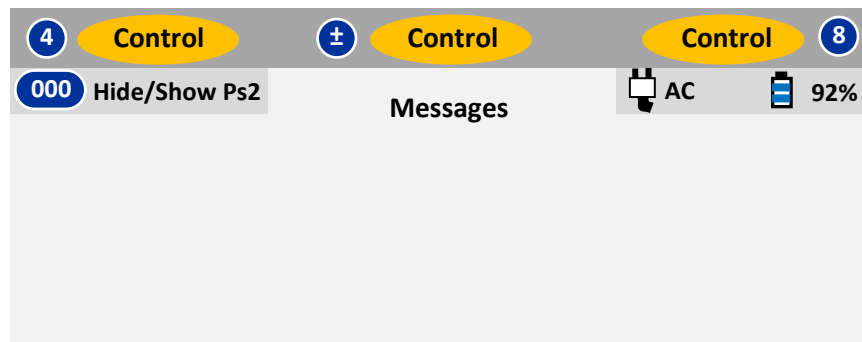 4 Control ± Control Control 8
000 Hide/Show Ps2 AC 92%
Messages